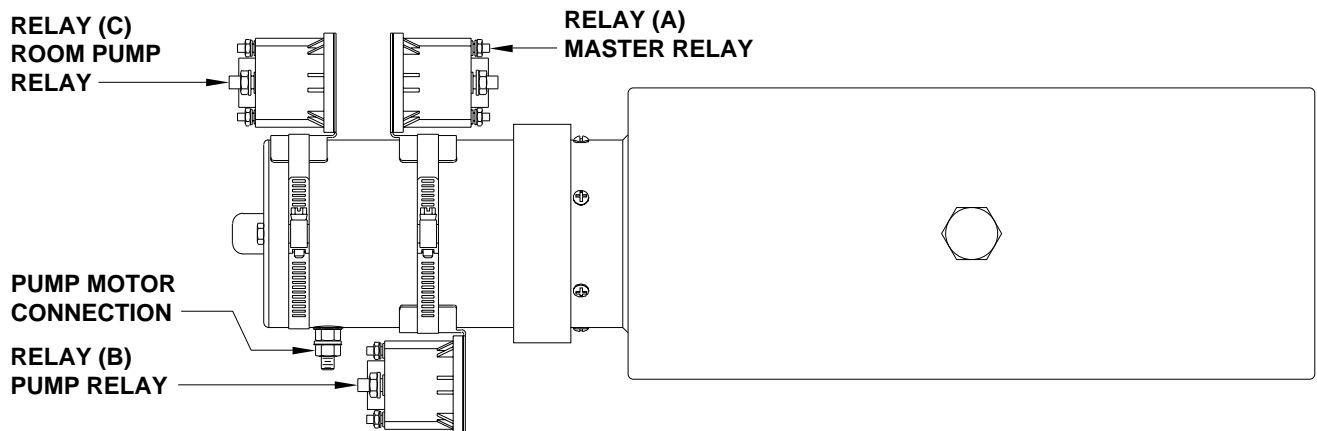 RELAY (C)
ROOM PUMP
RELAY
RELAY (A)
MASTER RELAY
PUMP MOTOR
CONNECTION
RELAY (B)
PUMP RELAY